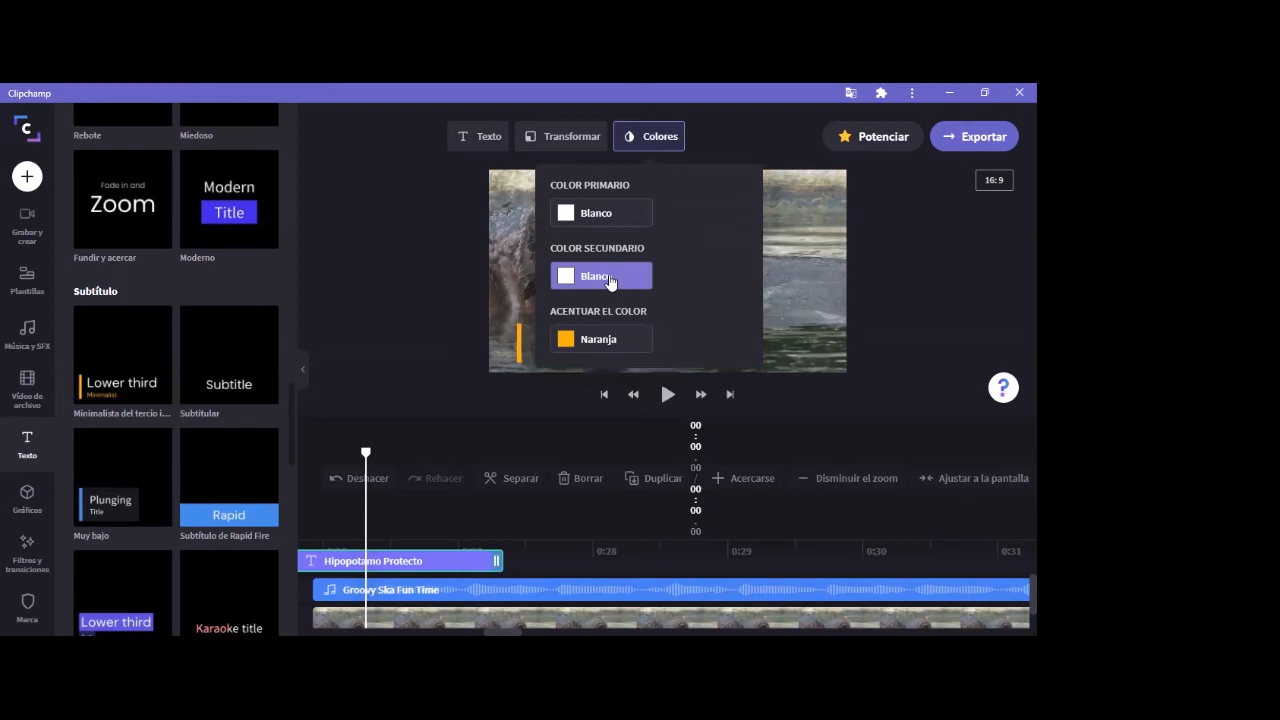 Clipchamp
Texto
Transformar
Colores
Potenciar
Exportar
16:9
Grabar y
crear
Plantillas
Música y SFX
Vídeo de
archivo
Texto
Gráficos
Filtros y
transiciones
Marca
Rebote
Miedoso
Fade in and
Zoom
Modern
Title
Fundir y acercar
Moderno
Subtítulo
Lower third
Minimalist
Subtitle
Minimalista del tercio i...
Subtitular
Plunging
Title
Rapid
Muy bajo
Subtítulo de Rapid Fire
Lower third
Karaoke title
COLOR PRIMARIO
Blanco
COLOR SECUNDARIO
Blanco
ACENTUAR EL COLOR
Naranja
?
00
:
00
.
00
/
00
:
00
.
00
Deshacer
Rehacer
Separar
Borrar
Duplicar
Acercarse
Disminuir el zoom
Ajustar a la pantalla
0:28
0:29
0:30
0:31
Hipopotamo Protecto
Groovy Ska Fun Time